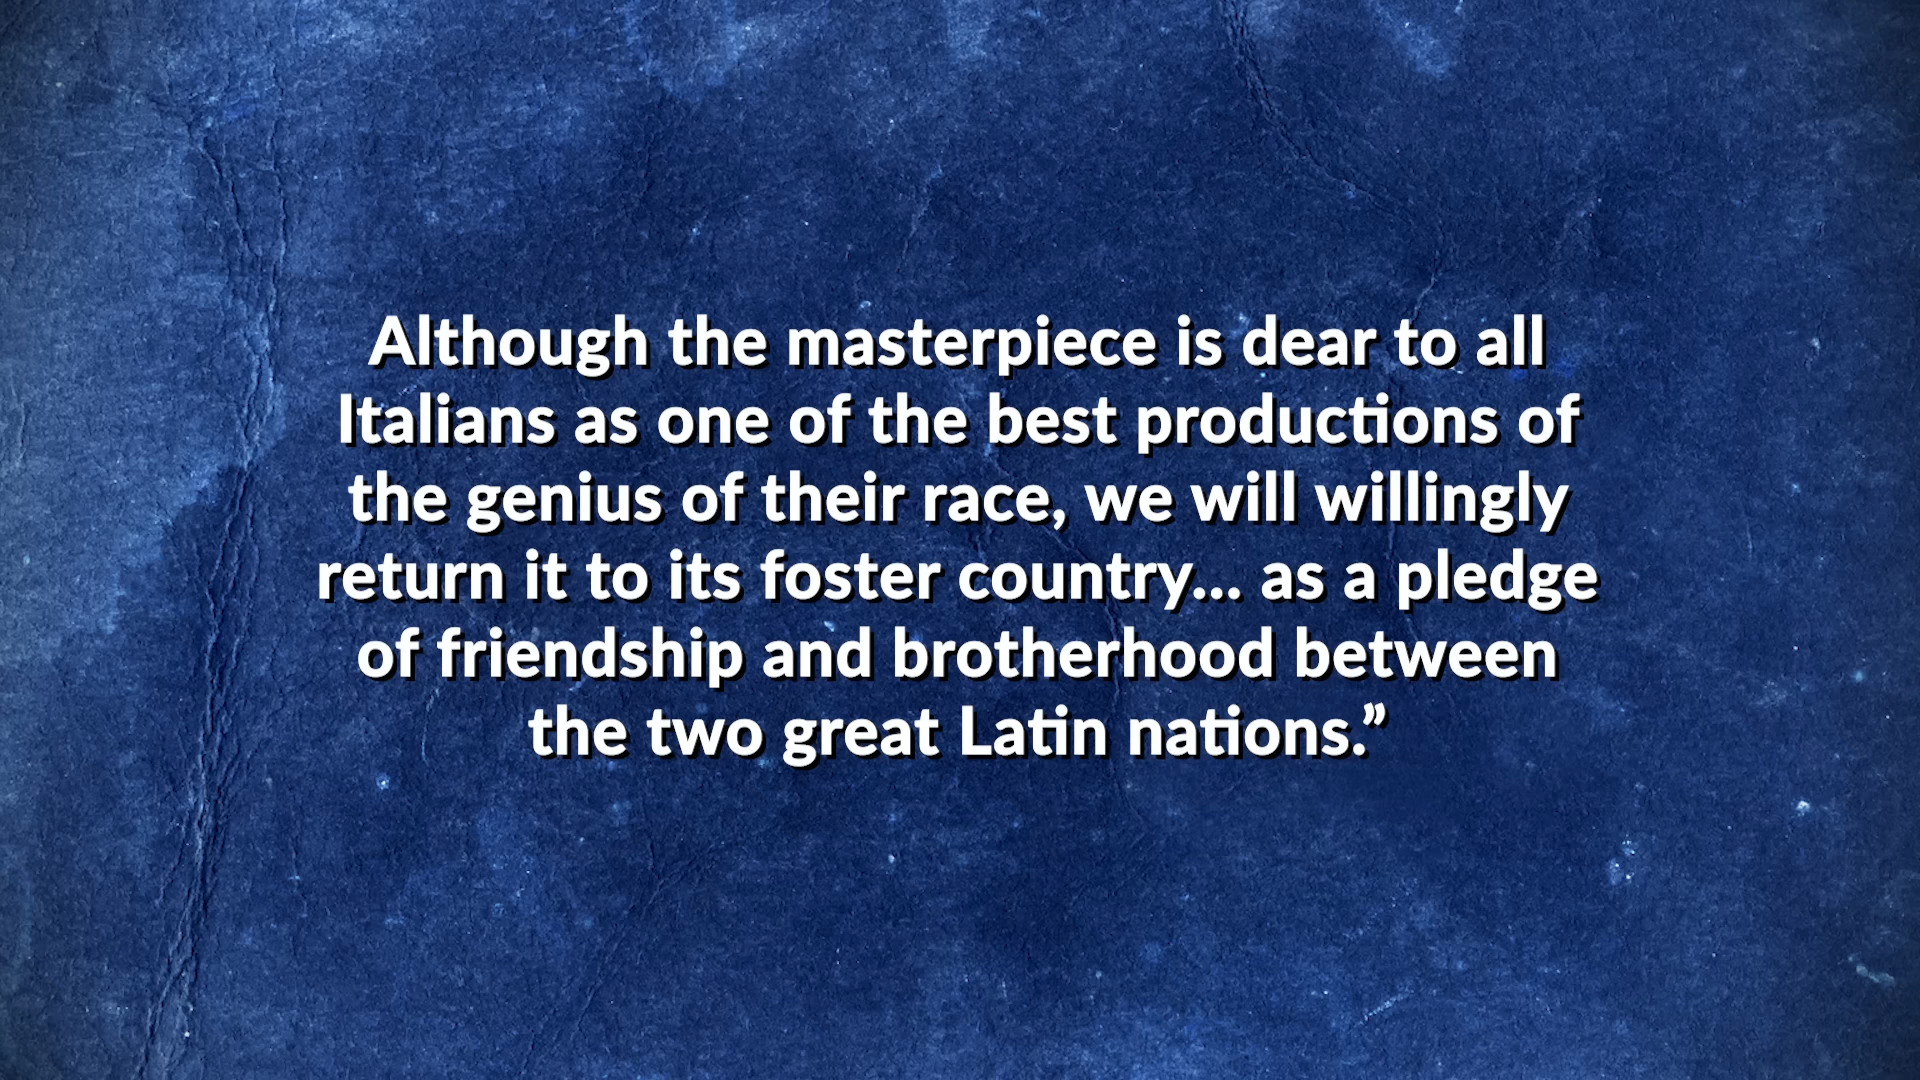 Although the masterpiece is dear to all
Italians as one of the best productions of
the genius of their race, we will willingly
return it to its foster country... as a pledge
of friendship and brotherhood between
the two great Latin nations.”